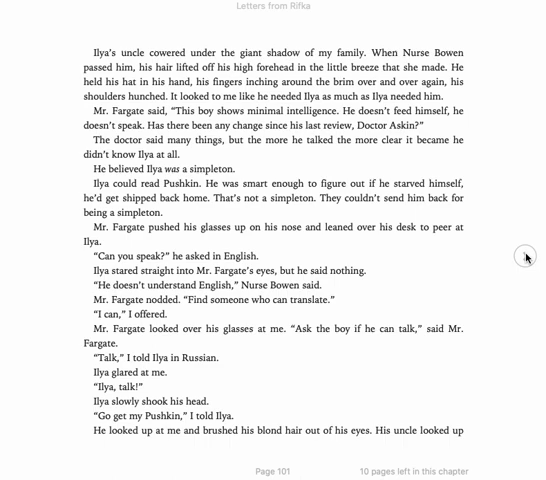 Letters from Rifka
Ilya's uncle cowered under the giant shadow of my family. When Nurse Bowen
passed him, his hair lifted off his high forehead in the little breeze that she made. He
held his hat in his hand, his fingers inching around the brim over and over again, his
shoulders hunched. It looked to me like he needed Ilya as much as Ilya needed him.
Mr. Fargate said, “This boy shows minimal intelligence. He doesn't feed himself, he
doesn't speak. Has there been any change since his last review, Doctor Askin?”
The doctor said many things, but the more he talked the more clear it became he
didn't know Ilya at all.
He believed Ilya was a simpleton.
Ilya could read Pushkin. He was smart enough to figure out if he starved himself,
he'd get shipped back home. That's not a simpleton. They couldn't send him back for
being a simpleton.
Mr. Fargate pushed his glasses up on his nose and leaned over his desk to peer at
Ilya.
“Can you speak?” he asked in English.
Ilya stared straight into Mr. Fargate's eyes, but he said nothing.
“He doesn't understand English,” Nurse Bowen said.
Mr. Fargate nodded. “Find someone who can translate.”
“I can,” I offered.
Mr. Fargate looked over his glasses at me. “Ask the boy if he can talk,” said Mr.
Fargate.
“Talk,” I told Ilya in Russian.
Ilya glared at me.
“Ilya, talk!”
Ilya slowly shook his head.
“Go get my Pushkin,” I told Ilya.
He looked up at me and brushed his blond hair out of his eyes. His uncle looked up
Page 101
10 pages left in this chapter